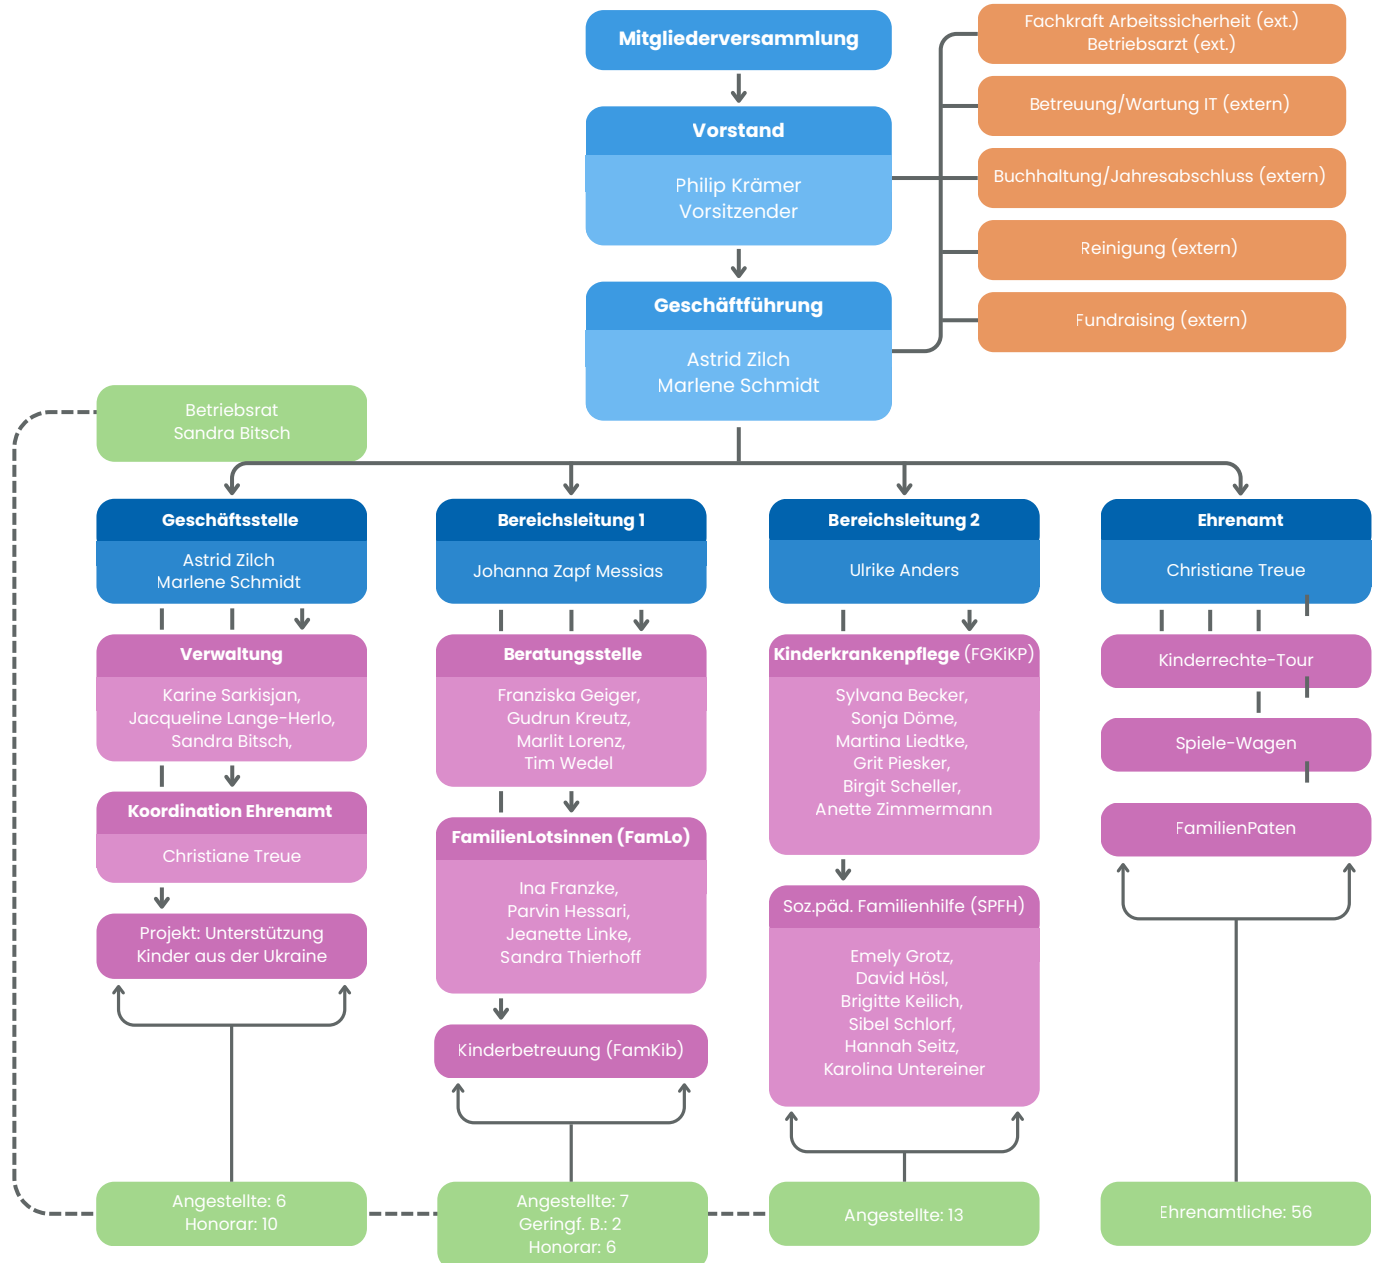 Mitgliederversammlung
Vorstand
Philip Krämer
Vorsitzender
Geschäftführung
Astrid Zilch
Marlene Schmidt
Fachkraft Arbeitssicherheit (ext.)
Betriebsarzt (ext.)
Betreuung/Wartung IT (extern)
Buchhaltung/Jahresabschluss (extern)
Reinigung (extern)
Fundraising (extern)
Betriebsrat
Sandra Bitsch
Geschäftsstelle
Astrid Zilch
Marlene Schmidt
Verwaltung
Karine Sarkisjan,
Jacqueline Lange-Herlo,
Sandra Bitsch,
Koordination Ehrenamt
Christiane Treue
Projekt: Unterstützung
Kinder aus der Ukraine
Angestellte: 6
Honorar: 10
Bereichsleitung 1
Johanna Zapf Messias
Beratungsstelle
Franziska Geiger,
Gudrun Kreutz,
Marlit Lorenz,
Tim Wedel
FamilienLotsinnen (FamLo)
Ina Franzke,
Parvin Hessari,
Jeanette Linke,
Sandra Thierhoff
Kinderbetreuung (FamKib)
Angestellte: 7
Geringf. B.: 2
Honorar: 6
Bereichsleitung 2
Ulrike Anders
Kinderkrankenpflege (FGKiKP)
Sylvana Becker,
Sonja Döme,
Martina Liedtke,
Grit Piesker,
Birgit Scheller,
Anette Zimmermann
Soz.päd. Familienhilfe (SPFH)
Emely Grotz,
David Hösl,
Brigitte Keilich,
Sibel Schlorf,
Hannah Seitz,
Karolina Untereiner
Angestellte: 13
Ehrenamt
Christiane Treue
Kinderrechte-Tour
Spiele-Wagen
FamilienPaten
Ehrenamtliche: 56